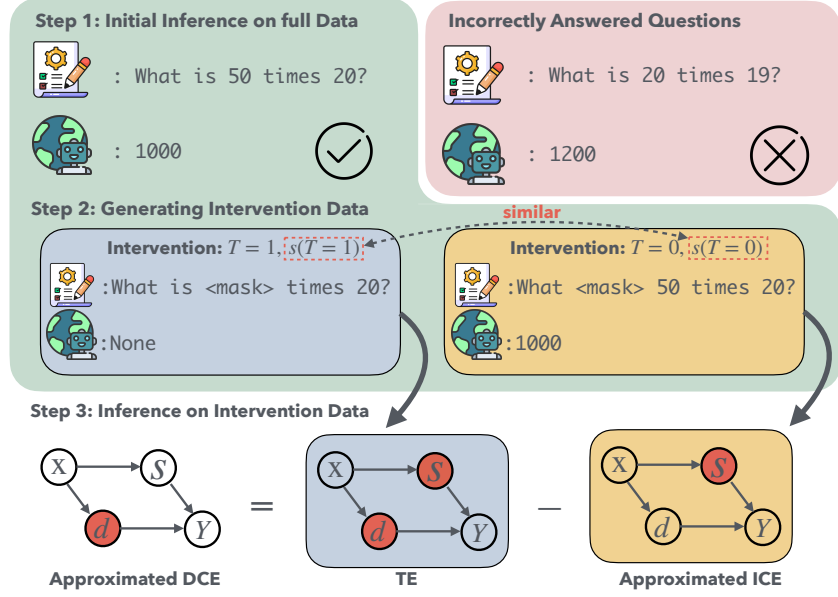 Step 1: Initial Inference on full Data
: What is 50 times 20?
: 1000
Incorrectly Answered Questions
: What is 20 times 19?
: 1200
Step 2: Generating Intervention Data
similar
Intervention: T = 1, s(T = 1)
:What is <mask> times 20?
:None
Intervention: T = 0, s(T = 0)
:What <mask> 50 times 20?
:1000
Step 3: Inference on Intervention Data
X S d Y
=
X S d Y
−
X S d Y
Approximated DCE
TE
Approximated ICE